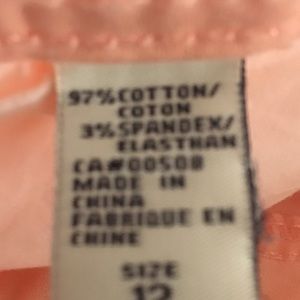 97%COTTON/
COTON
3%SPANDEX/
ELASTHAN
CA#00508
MADE IN
CHINA
FABRIQUE EN
CHINE
SIZE
12